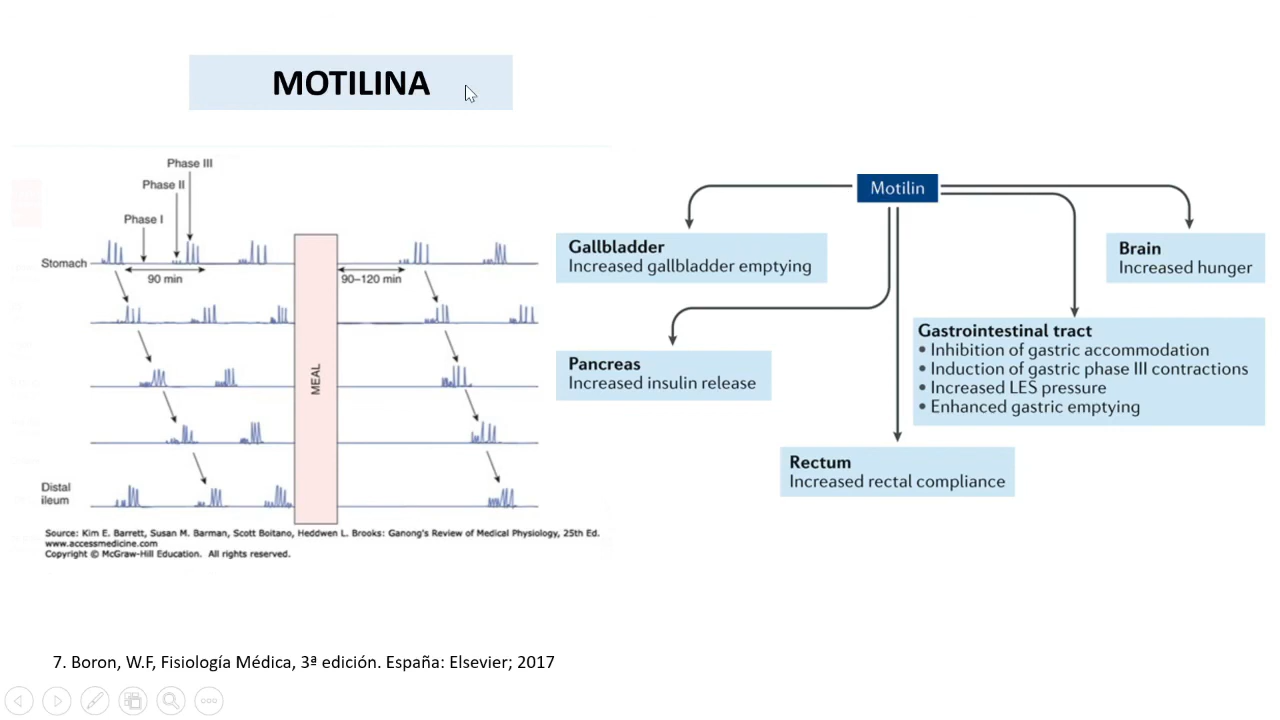 MOTILINA
Phase III
Phase II
Phase I
Stomach
90 min
90–120 min
MEAL
Distal
ileum
Source: Kim E. Barrett, Susan M. Barman, Scott Boitano, Heddwen L. Brooks: Ganong's Review of Medical Physiology, 25th Ed.
www.accessmedicine.com
Copyright © McGraw-Hill Education. All rights reserved.
Motilin
Gallbladder
Increased gallbladder emptying
Brain
Increased hunger
Pancreas
Increased insulin release
Gastrointestinal tract
• Inhibition of gastric accommodation
• Induction of gastric phase III contractions
• Increased LES pressure
• Enhanced gastric emptying
Rectum
Increased rectal compliance
7. Boron, W.F, Fisiología Médica, 3ª edición. España: Elsevier; 2017